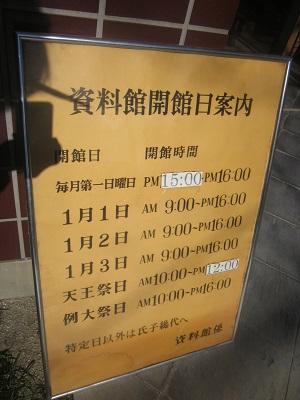 資料館開館日案内
開館日 開館時間
毎月第一日曜日 PM 15:00-PM16:00
1月1日 AM 9:00~PM16:00
1月2日 AM 9:00~PM16:00
1月3日 AM 9:00~PM16:00
天王祭日 AM10:00~PM12:00
例大祭日 AM10:00~PM16:00
特定日以外は氏子総代へ
資料館係